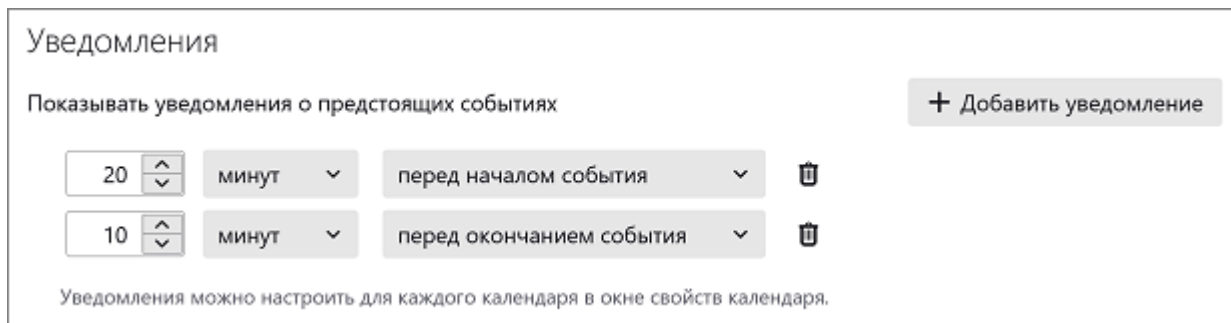 Уведомления
Показывать уведомления о предстоящих событиях
+ Добавить уведомление
20 минут перед началом события
10 минут перед окончанием события
Уведомления можно настроить для каждого календаря в окне свойств календаря.